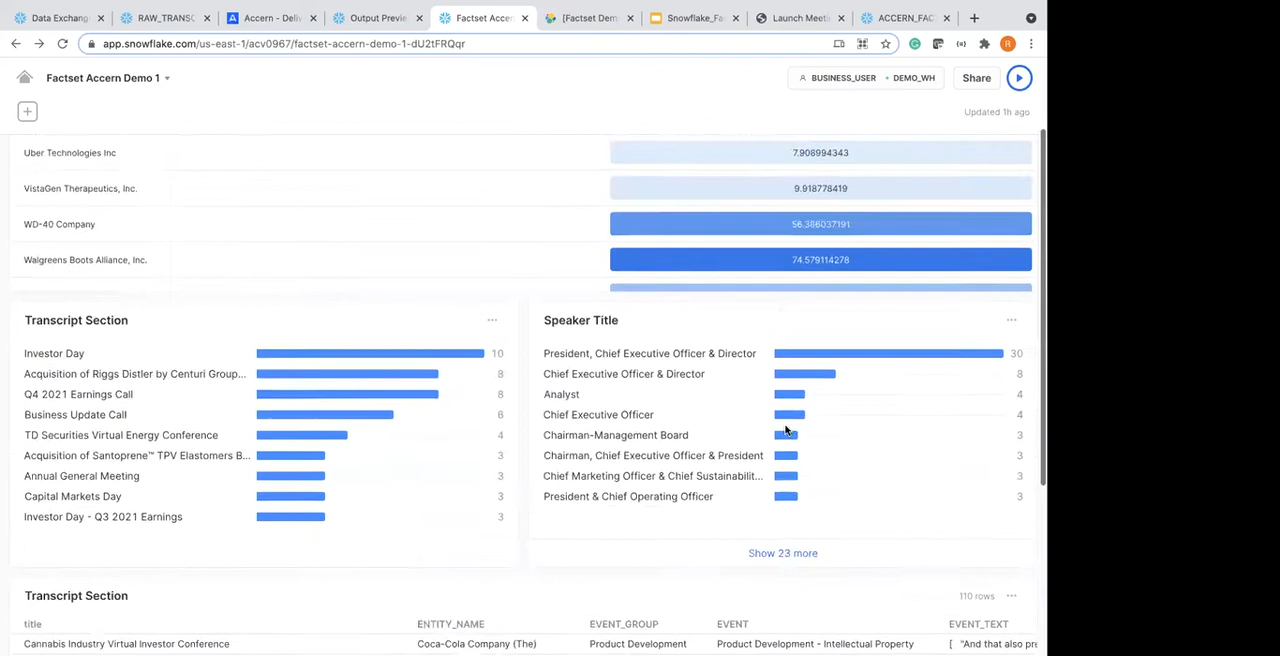 Data Exchang
RAW_TRANSC
Accern - Deliv
Output Previe
Factset Accer
[Factset Dem
Snowflake_Fa
Launch Meeti
ACCERN_FAC
app.snowflake.com/us-east-1/acv0967/factset-accern-demo-1-dU2tFRQqr
R
Factset Accern Demo 1
BUSINESS_USER
DEMO_WH
Share
Updated 1h ago
Uber Technologies Inc 7.908994343
VistaGen Therapeutics, Inc. 9.918778419
WD-40 Company 56.386037191
Walgreens Boots Alliance, Inc. 74.579114278
Transcript Section
Investor Day 10
Acquisition of Riggs Distler by Centuri Group... 8
Q4 2021 Earnings Call 8
Business Update Call 6
TD Securities Virtual Energy Conference 4
Acquisition of Santoprene™ TPV Elastomers B... 3
Annual General Meeting 3
Capital Markets Day 3
Investor Day - Q3 2021 Earnings 3
Speaker Title
President, Chief Executive Officer & Director 30
Chief Executive Officer & Director 8
Analyst 4
Chief Executive Officer 4
Chairman-Management Board 3
Chairman, Chief Executive Officer & President 3
Chief Marketing Officer & Chief Sustainabilit... 3
President & Chief Operating Officer 3
Show 23 more
Transcript Section 110 rows
title ENTITY_NAME EVENT_GROUP EVENT EVENT_TEXT
Cannabis Industry Virtual Investor Conference Coca-Cola Company (The) Product Development Product Development - Intellectual Property [ "And that also pre